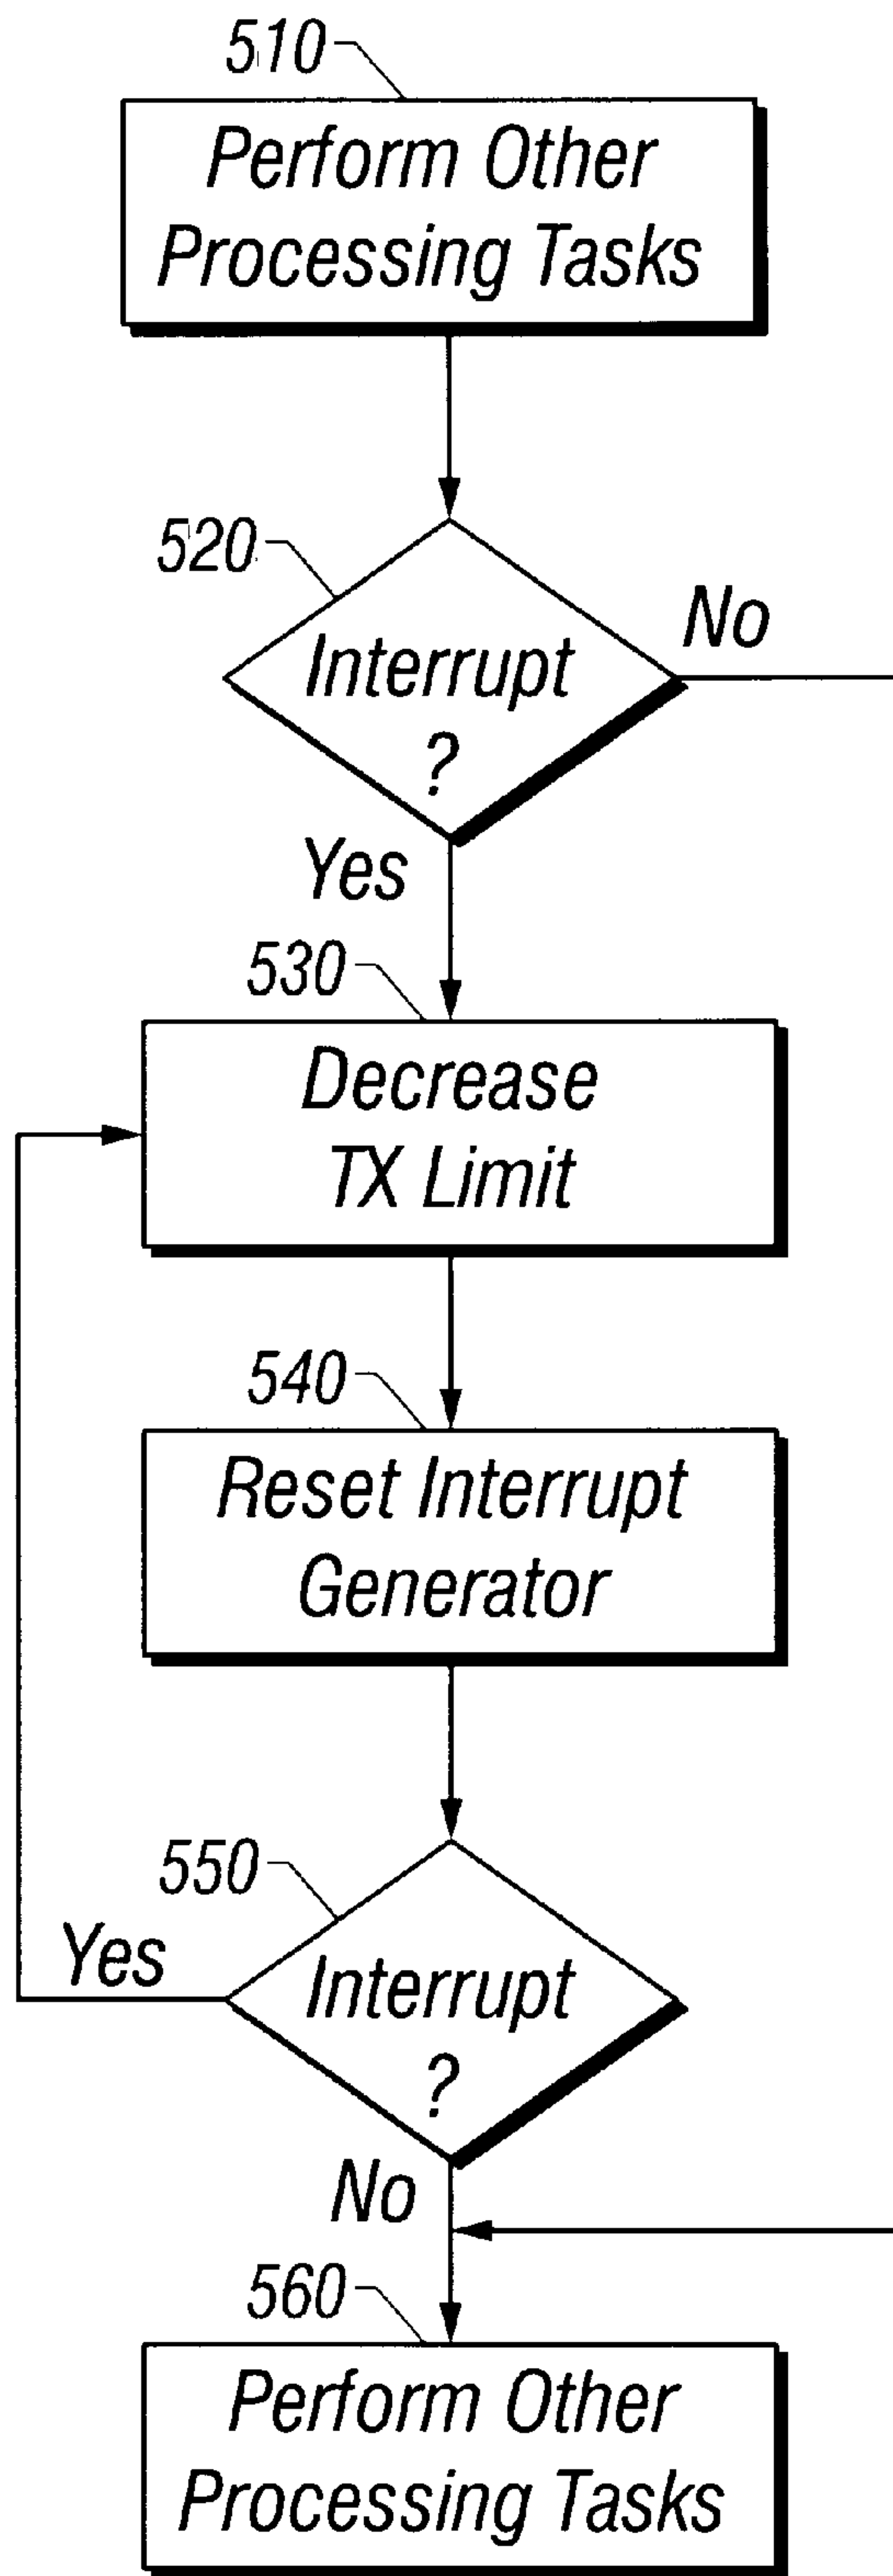 510
Perform Other
Processing Tasks
520
Interrupt
?
No
Yes
530
Decrease
TX Limit
540
Reset Interrupt
Generator
550
Yes
Interrupt
?
No
560
Perform Other
Processing Tasks